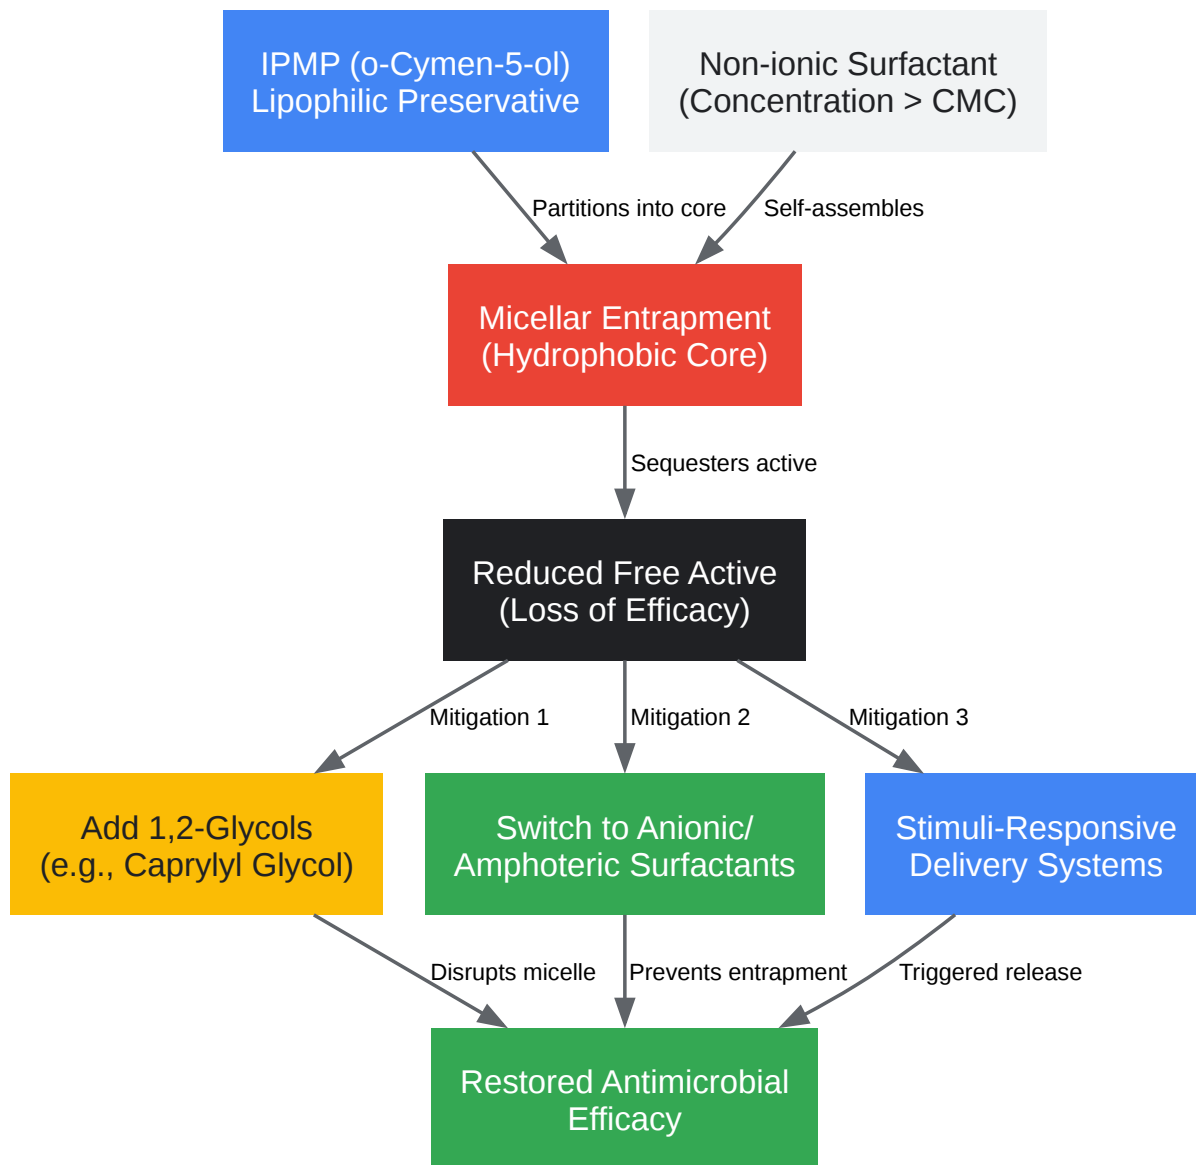 IPMP (o-Cymen-5-ol)
Lipophilic Preservative
Non-ionic Surfactant
(Concentration > CMC)
Partitions into core
Self-assembles
Micellar Entrapment
(Hydrophobic Core)
Sequesters active
Reduced Free Active
(Loss of Efficacy)
Mitigation 1
Mitigation 2
Mitigation 3
Add 1,2-Glycols
(e.g., Caprylyl Glycol)
Switch to Anionic/
Amphoteric Surfactants
Stimuli-Responsive
Delivery Systems
Disrupts micelle
Prevents entrapment
Triggered release
Restored Antimicrobial
Efficacy